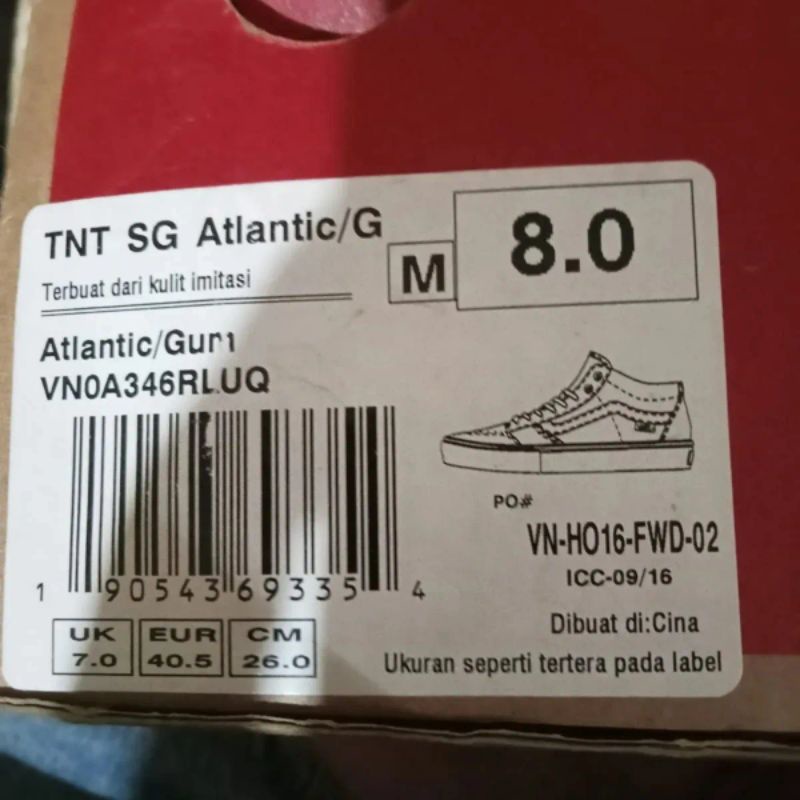 TNT SG Atlantic/G
Terbuat dari kulit imitasi
M
8.0
Atlantic/Gum
VN0A346RLUQ
PO#
VN-HO16-FWD-02
ICC-09/16
1 90543 69335 4
UK
7.0
EUR
40.5
CM
26.0
Dibuat di:Cina
Ukuran seperti tertera pada label